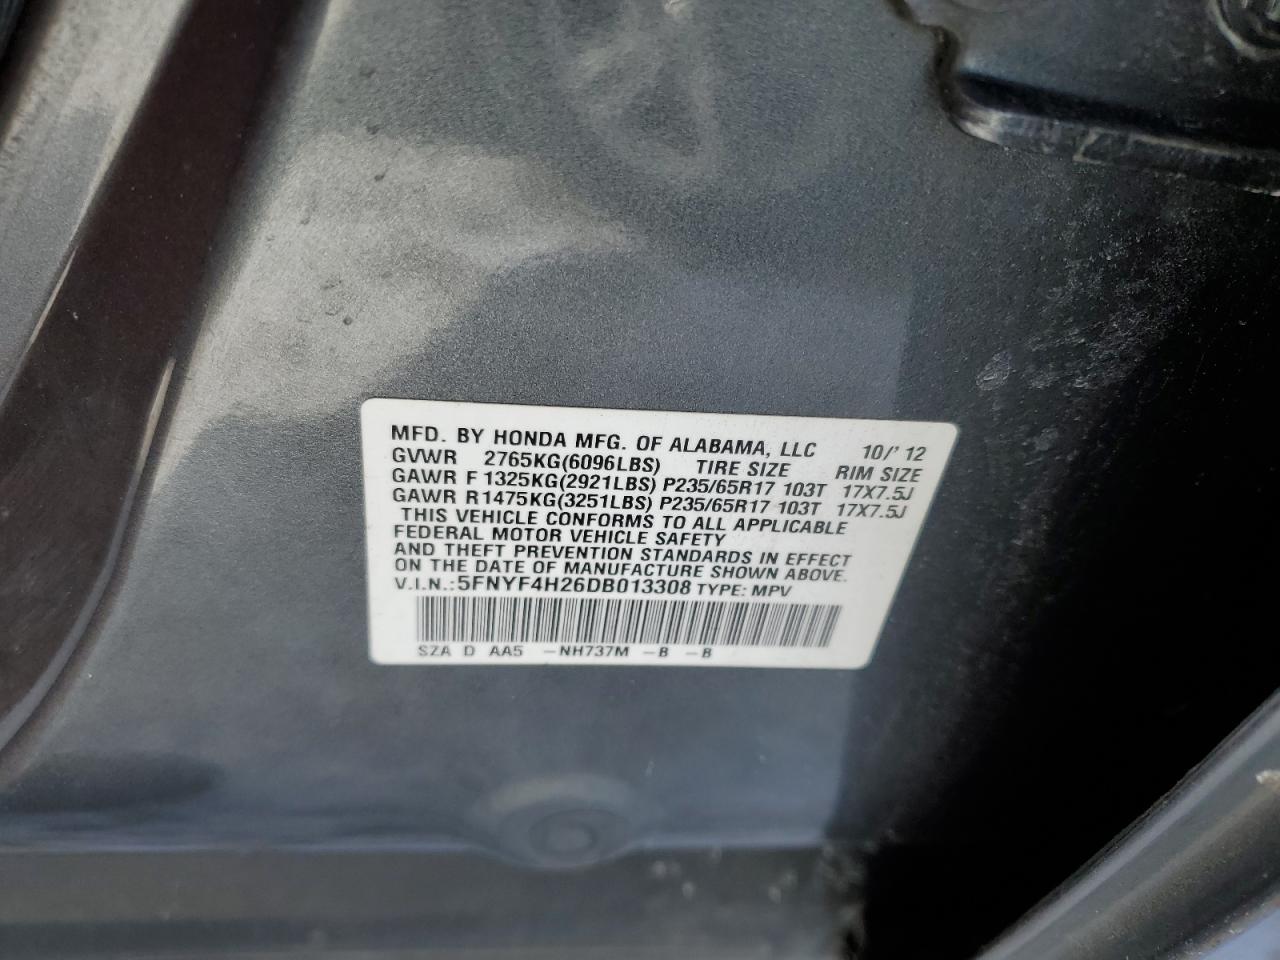 MFD. BY HONDA MFG. OF ALABAMA, LLC 10/'12
GVWR 2765KG(6096LBS) TIRE SIZE RIM SIZE
GAWR F 1325KG(2921LBS) P235/65R17 103T 17X7.5J
GAWR R1475KG(3251LBS) P235/65R17 103T 17X7.5J
THIS VEHICLE CONFORMS TO ALL APPLICABLE
FEDERAL MOTOR VEHICLE SAFETY
AND THEFT PREVENTION STANDARDS IN EFFECT
ON THE DATE OF MANUFACTURE SHOWN ABOVE.
V.I.N.:5FNYF4H26DB013308 TYPE: MPV
SZA D AA5 -NH737M -B -B